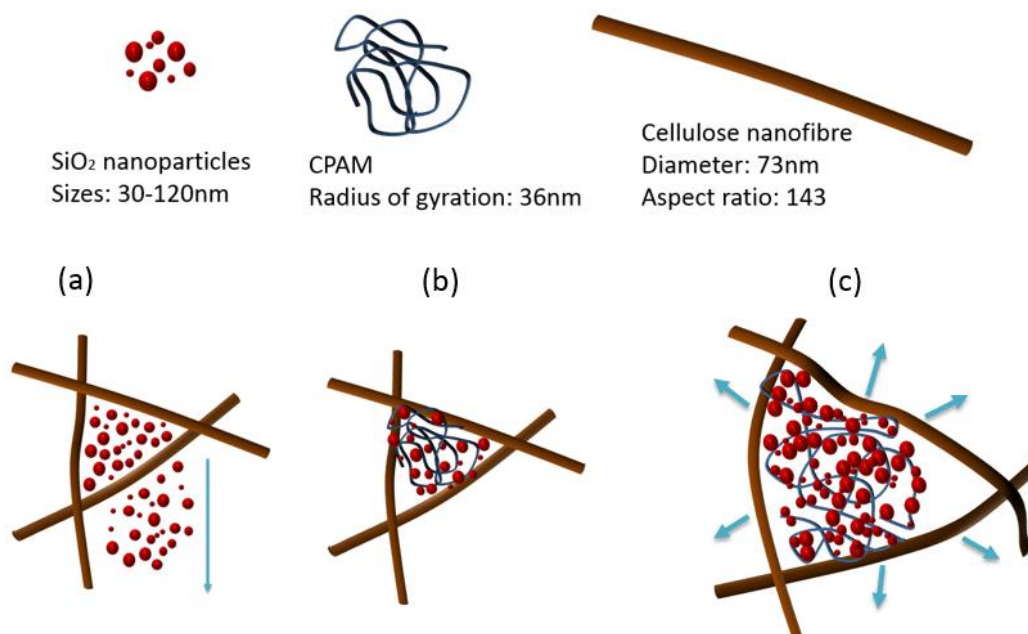 SiO₂ nanoparticles
Sizes: 30-120nm
CPAM
Radius of gyration: 36nm
Cellulose nanofibre
Diameter: 73nm
Aspect ratio: 143
(a)
(b)
(c)